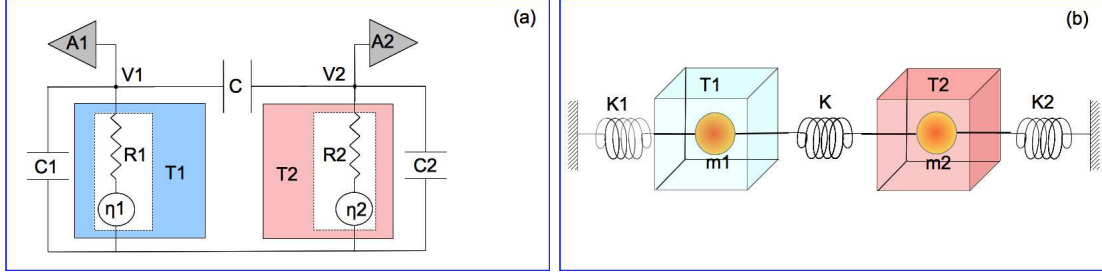 (a)
A1 A2
V1 C V2
C1 R1 T1 T2 R2 C2
η1 η2
(b)
T1 T2
K1 K K2
m1 m2